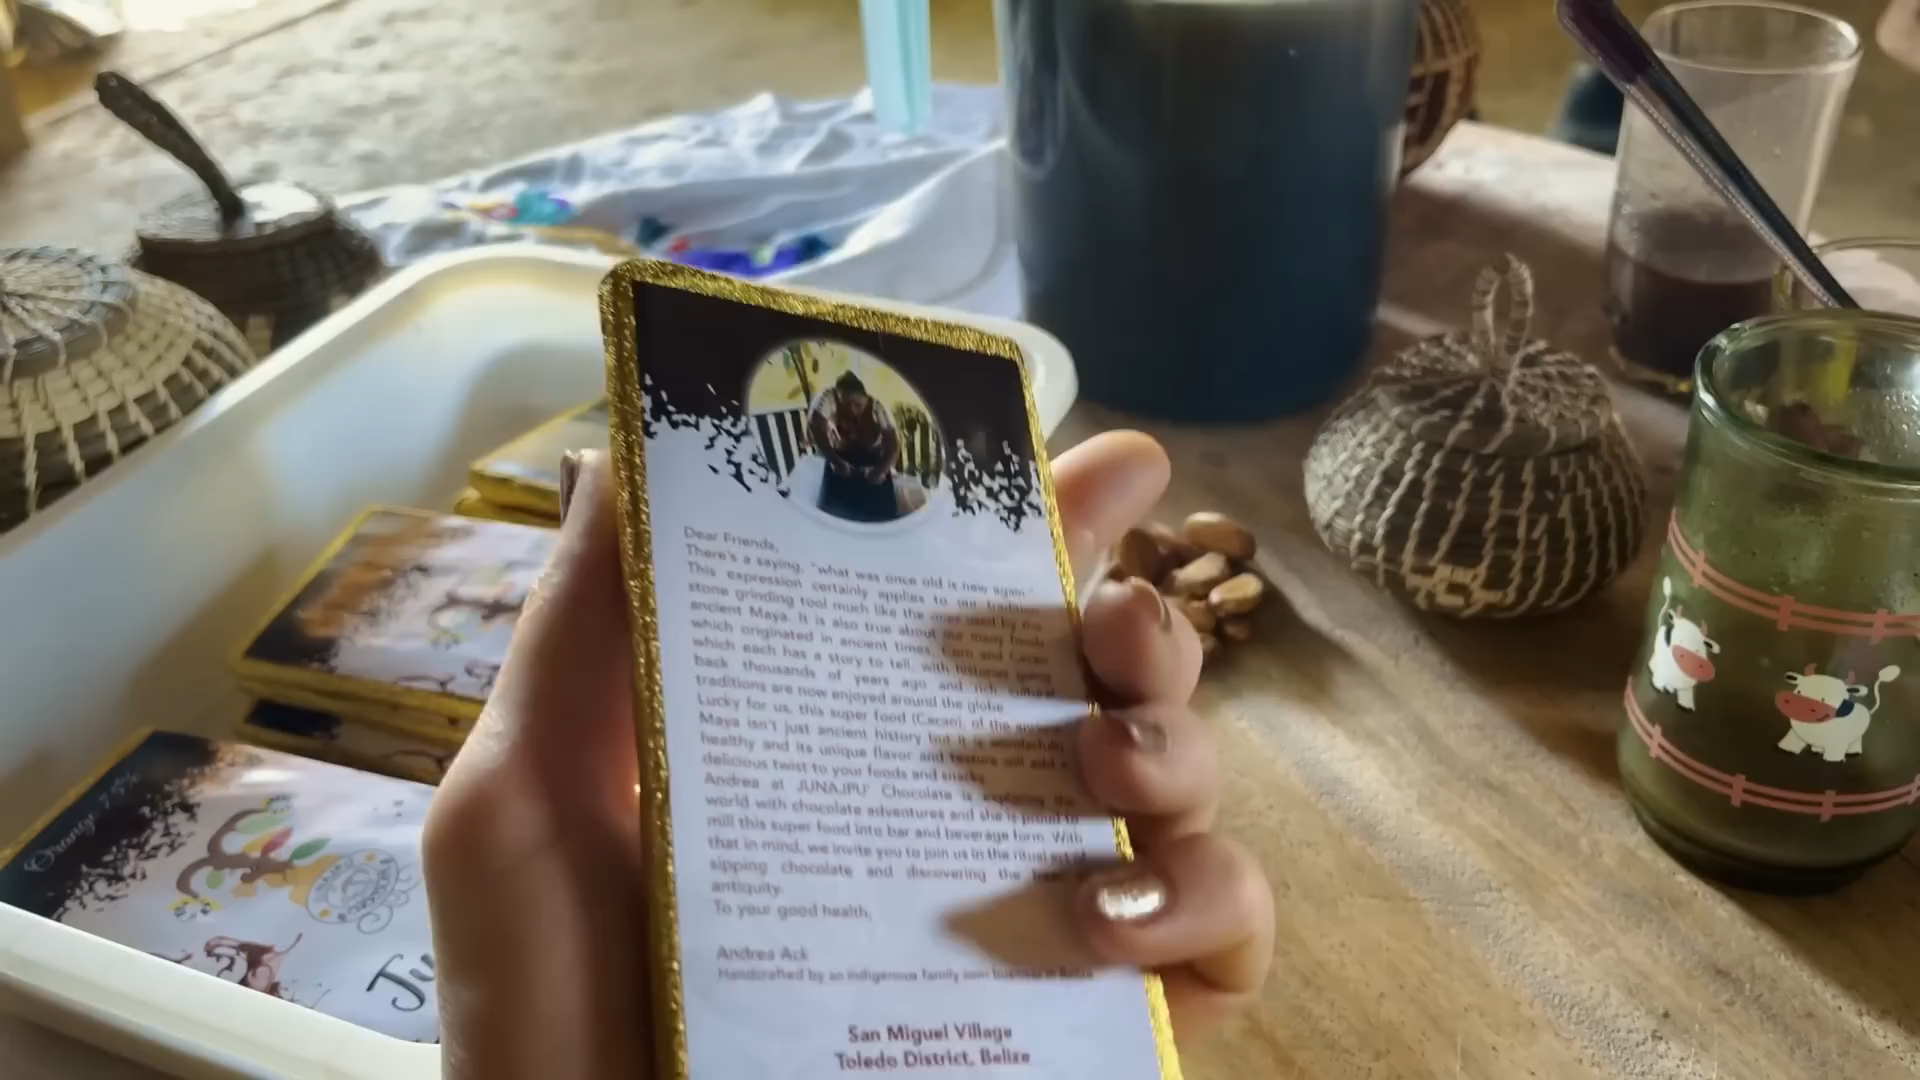 Dear Friends,
There's a saying, "what was once old is new again."
This expression certainly applies to our tradition
stone grinding tool much like the ones used by the
ancient Maya. It is also true about our many foods
which originated in ancient times. Corn and Cacao
which each has a story to tell, with histories going
back thousands of years ago and rich cultural
traditions are now enjoyed around the globe.
Lucky for us, this super food (Cacao), of the ancient
Maya isn't just ancient history but it is wonderfully
healthy and its unique flavor and texture will add a
delicious twist to your foods and snacks.
Andrea at JUNAJPU' Chocolate is exploring the
world with chocolate adventures and she is proud to
mill this super food into bar and beverage form. With
that in mind, we invite you to join us in the ritual art of
sipping chocolate and discovering the
antiquity.
To your good health,
Andrea Ack
Handcrafted by an indigenous family business in Belize
San Miguel Village
Toledo District, Belize
Orange 75%
Ju